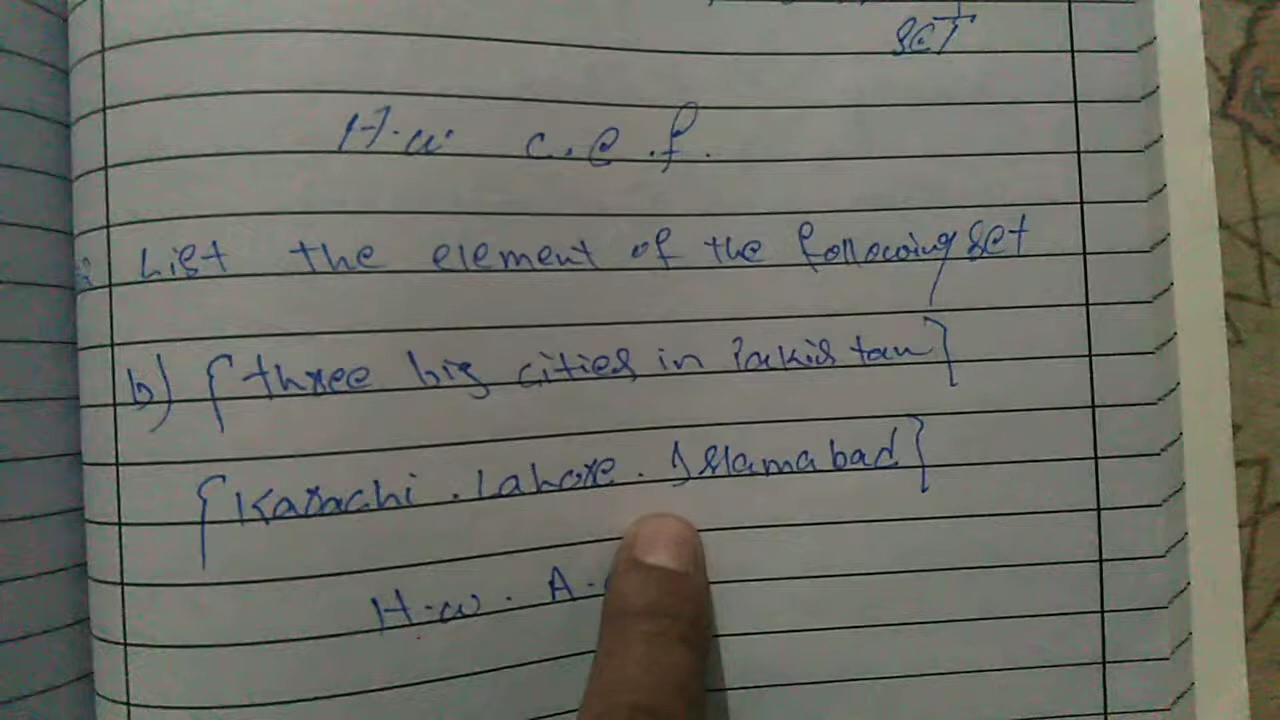 SET
H.w c.e.f.
List the element of the following set
b) {three big cities in Pakistan}
{Karachi . Lahore . Islamabad}
H.w. A.